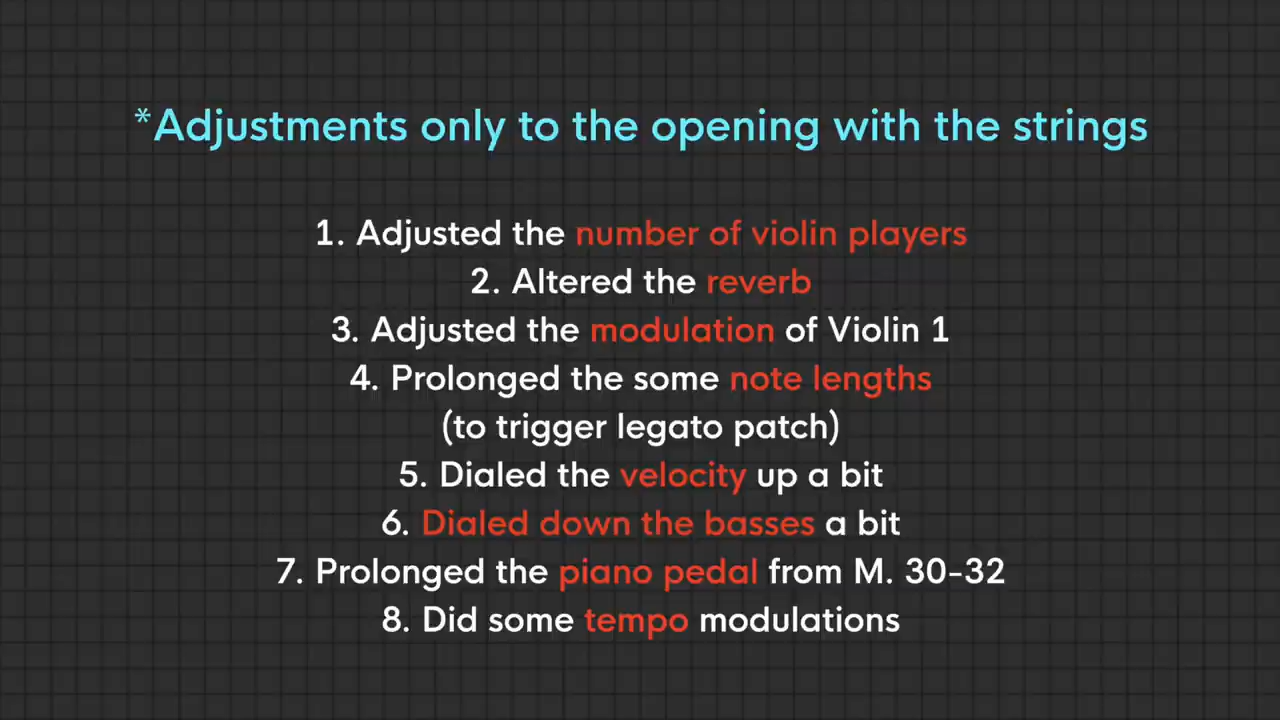 *Adjustments only to the opening with the strings
1. Adjusted the number of violin players
2. Altered the reverb
3. Adjusted the modulation of Violin 1
4. Prolonged the some note lengths
(to trigger legato patch)
5. Dialed the velocity up a bit
6. Dialed down the basses a bit
7. Prolonged the piano pedal from M. 30-32
8. Did some tempo modulations